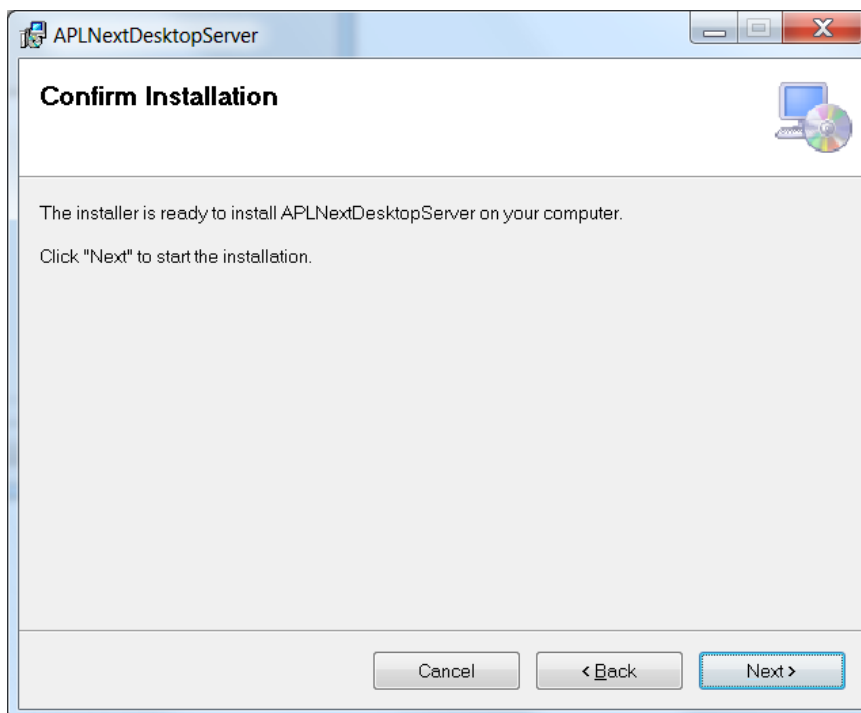 APLNextDesktopServer
Confirm Installation
The installer is ready to install APLNextDesktopServer on your computer.
Click "Next" to start the installation.
Cancel
< Back
Next >